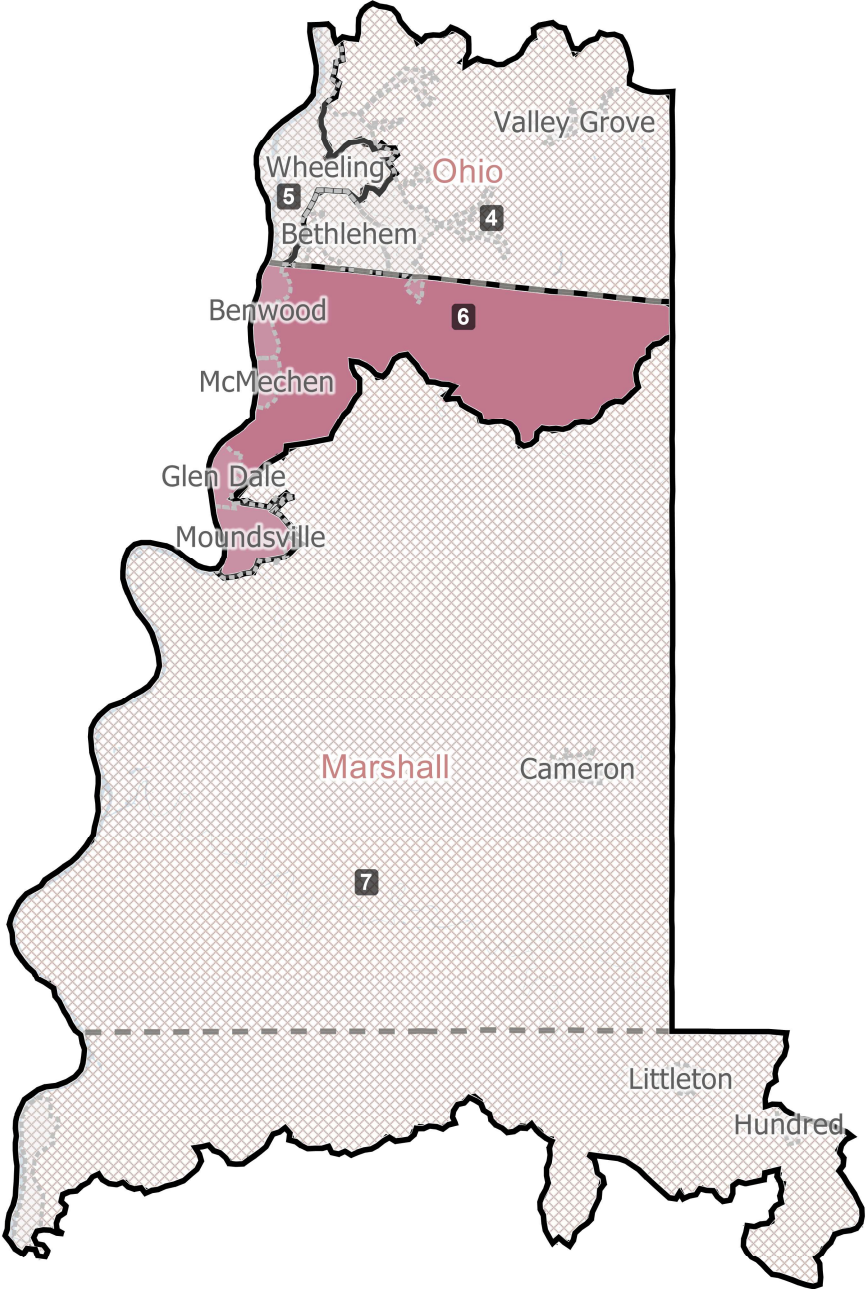 Valley Grove
Wheeling
Ohio
5
4
Bethlehem
Benwood
6
McMechen
Glen Dale
Moundsville
Marshall
Cameron
7
Littleton
Hundred